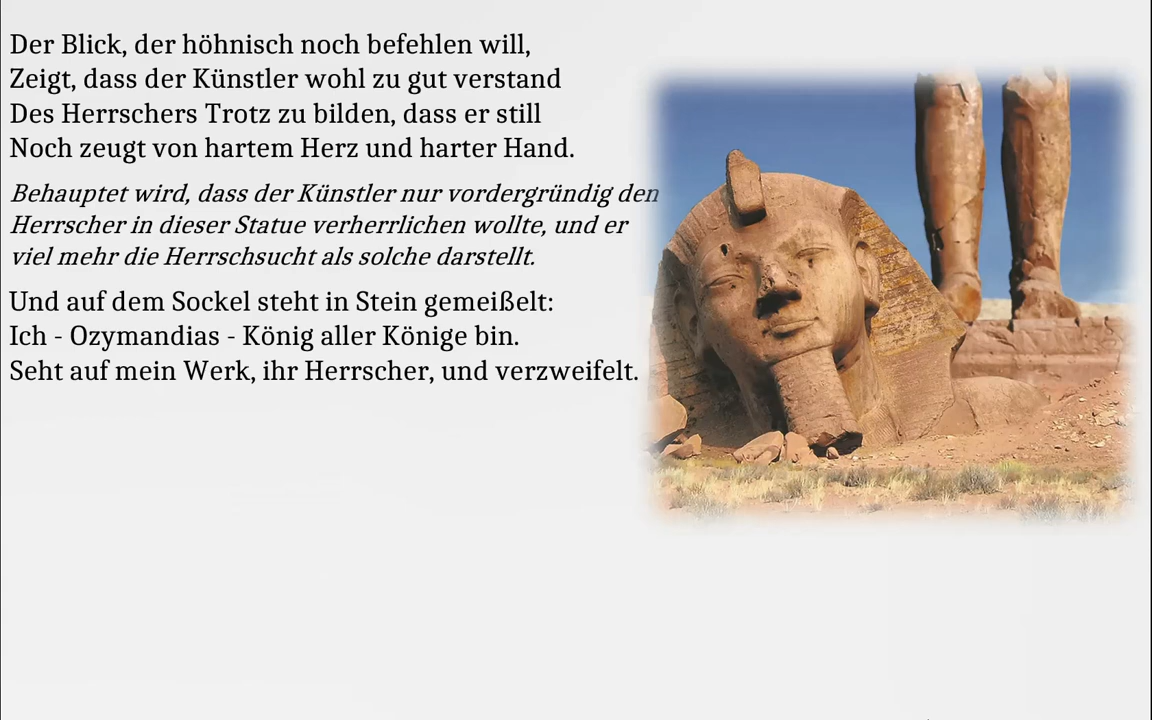 Der Blick, der höhnisch noch befehlen will,
Zeigt, dass der Künstler wohl zu gut verstand
Des Herrschers Trotz zu bilden, dass er still
Noch zeugt von hartem Herz und harter Hand.
Behauptet wird, dass der Künstler nur vordergründig den
Herrscher in dieser Statue verherrlichen wollte, und er
viel mehr die Herrschsucht als solche darstellt.
Und auf dem Sockel steht in Stein gemeißelt:
Ich - Ozymandias - König aller Könige bin.
Seht auf mein Werk, ihr Herrscher, und verzweifelt.